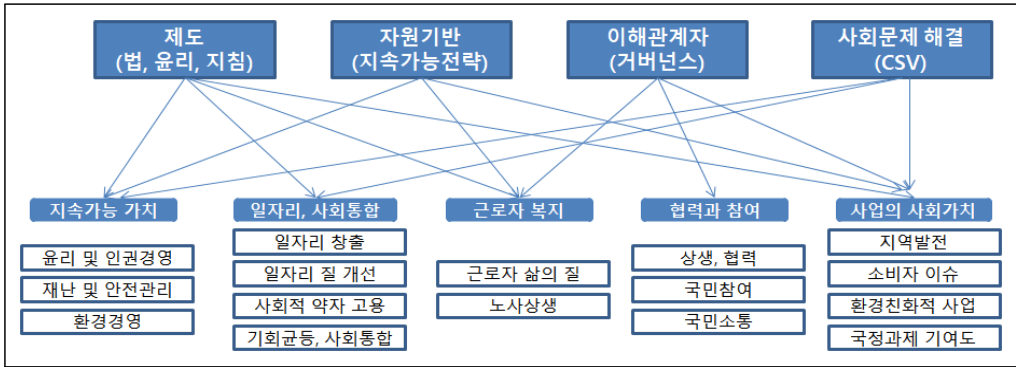 제도
(법, 윤리, 지침)
자원기반
(지속가능전략)
이해관계자
(거버넌스)
사회문제 해결
(CSV)
지속가능 가치
일자리, 사회통합
근로자 복지
협력과 참여
사업의 사회가치
윤리 및 인권경영
재난 및 안전관리
환경경영
일자리 창출
일자리 질 개선
사회적 약자 고용
기회균등, 사회통합
근로자 삶의 질
노사상생
상생, 협력
국민참여
국민소통
지역발전
소비자 이슈
환경친화적 사업
국정과제 기여도